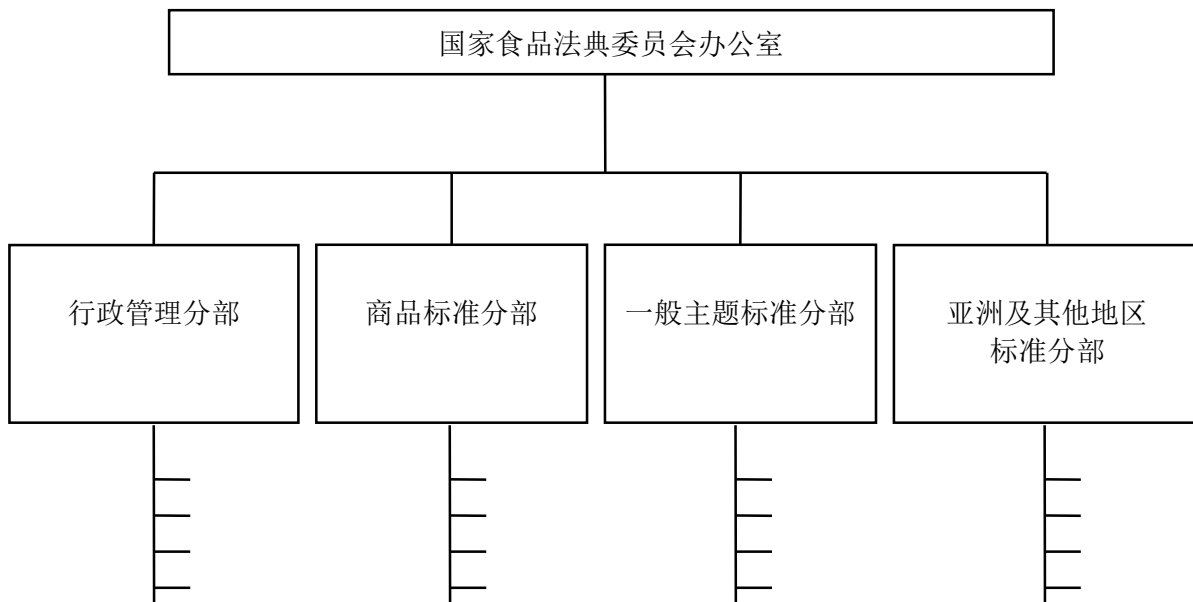 国家食品法典委员会办公室
行政管理分部
商品标准分部
一般主题标准分部
亚洲及其他地区
标准分部